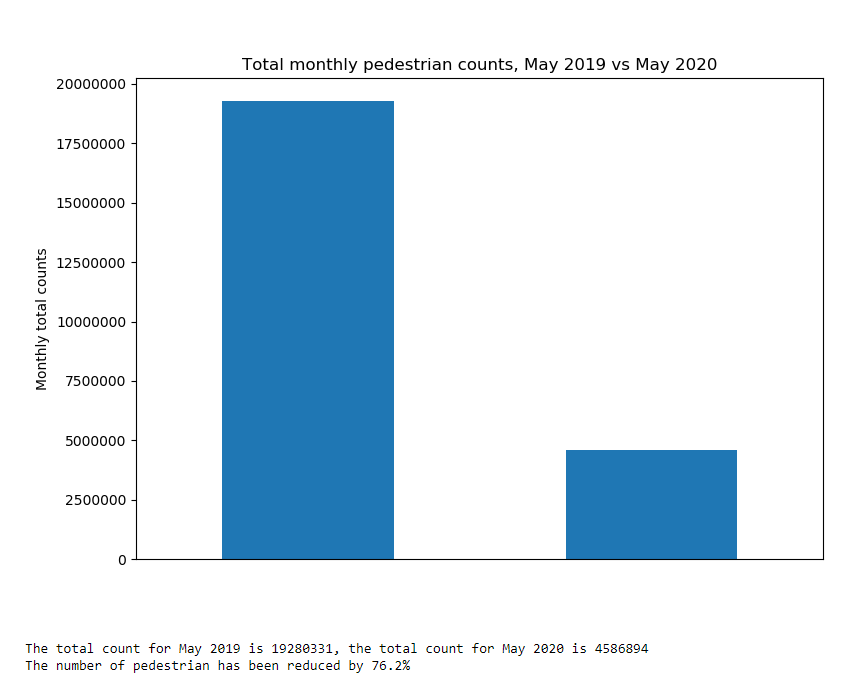 Total monthly pedestrian counts, May 2019 vs May 2020
20000000
17500000
15000000
12500000
10000000
7500000
5000000
2500000
0
Monthly total counts
The total count for May 2019 is 19280331, the total count for May 2020 is 4586894
The number of pedestrian has been reduced by 76.2%